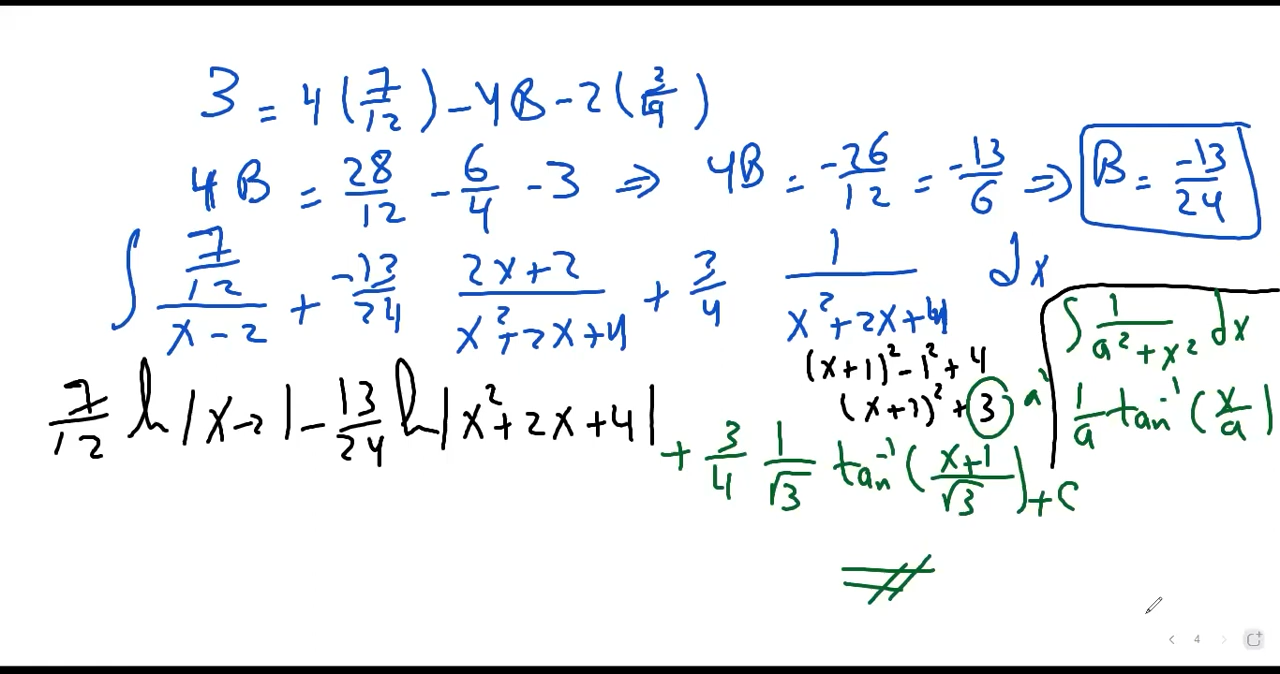 3 = 4(7/12) - 4B - 2(3/4)
4B = 28/12 - 6/4 - 3 ⇒ 4B = -26/12 = -13/6 ⇒ B = -13/24
∫ (7/12)/(x-2) + -13/24 (2x+2)/(x²+2x+4) + 3/4 1/(x²+2x+4) dx
(x+1)² - 1² + 4
(x+1)² + 3 a²
∫ 1/(a²+x²) dx
1/a tan⁻¹(x/a)
7/12 ln|x-2| - 13/24 ln|x²+2x+4|
+ 3/4 1/√3 tan⁻¹((x+1)/√3) + C
4